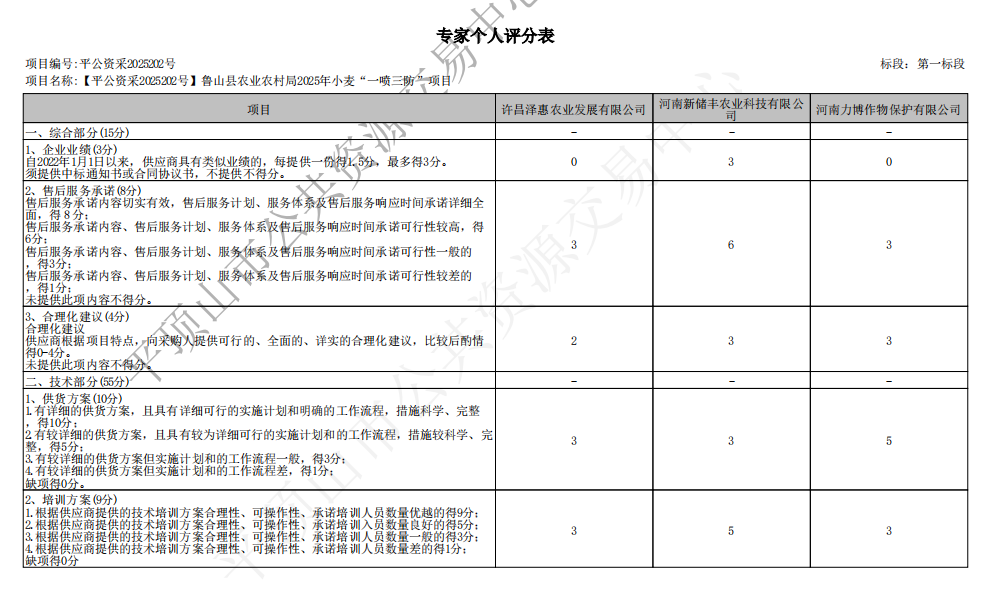 专家个人评分表
项目编号:平公资采2025202号
标段: 第一标段
项目名称:【平公资采2025202号】鲁山县农业农村局2025年小麦“一喷三防”项目
项目 许昌泽惠农业发展有限公司 河南新储丰农业科技有限公司 河南力博作物保护有限公司
一、综合部分(15分) － － －
1、企业业绩(3分)
自2022年1月1日以来，供应商具有类似业绩的，每提供一份得1.5分，最多得3分。
须提供中标通知书或合同协议书，不提供不得分。
0 3 0
2、售后服务承诺(8分)
售后服务承诺内容切实有效，售后服务计划、服务体系及售后服务响应时间承诺详细全
面，得８分;
售后服务承诺内容、售后服务计划、服务体系及售后服务响应时间承诺可行性较高，得
6分;
售后服务承诺内容、售后服务计划、服务体系及售后服务响应时间承诺可行性一般的
，得3分;
售后服务承诺内容、售后服务计划、服务体系及售后服务响应时间承诺可行性较差的
，得1分;
未提供此项内容不得分。
3 6 3
3、合理化建议(4分)
合理化建议
供应商根据项目特点，向采购人提供可行的、全面的、详实的合理化建议，比较后酌情
得0-4分。
未提供此项内容不得分。
2 3 3
二、技术部分(55分) － － －
1、供货方案(10分)
1.有详细的供货方案，且具有详细可行的实施计划和明确的工作流程，措施科学、完整
，得10分;
2.有较详细的供货方案，且具有较为详细可行的实施计划和的工作流程，措施较科学、完
整，得5分;
3.有较详细的供货方案但实施计划和的工作流程一般，得3分;
4.有较详细的供货方案但实施计划和的工作流程差，得1分;
缺项得0分。
3 3 5
2、培训方案(9分)
1.根据供应商提供的技术培训方案合理性、可操作性、承诺培训人员数量优越的得9分;
2.根据供应商提供的技术培训方案合理性、可操作性、承诺培训入员数量良好的得5分;
3.根据供应商提供的技术培训方案合理性、可操作性、承诺培训人员数量一般的得3分;
4.根据供应商提供的技术培训方案合理性、可操作性、承诺培训人员数量差的得1分;
缺项得0分
3 5 3
平顶山市公共资源交易中心
平顶山市公共资源交易中心